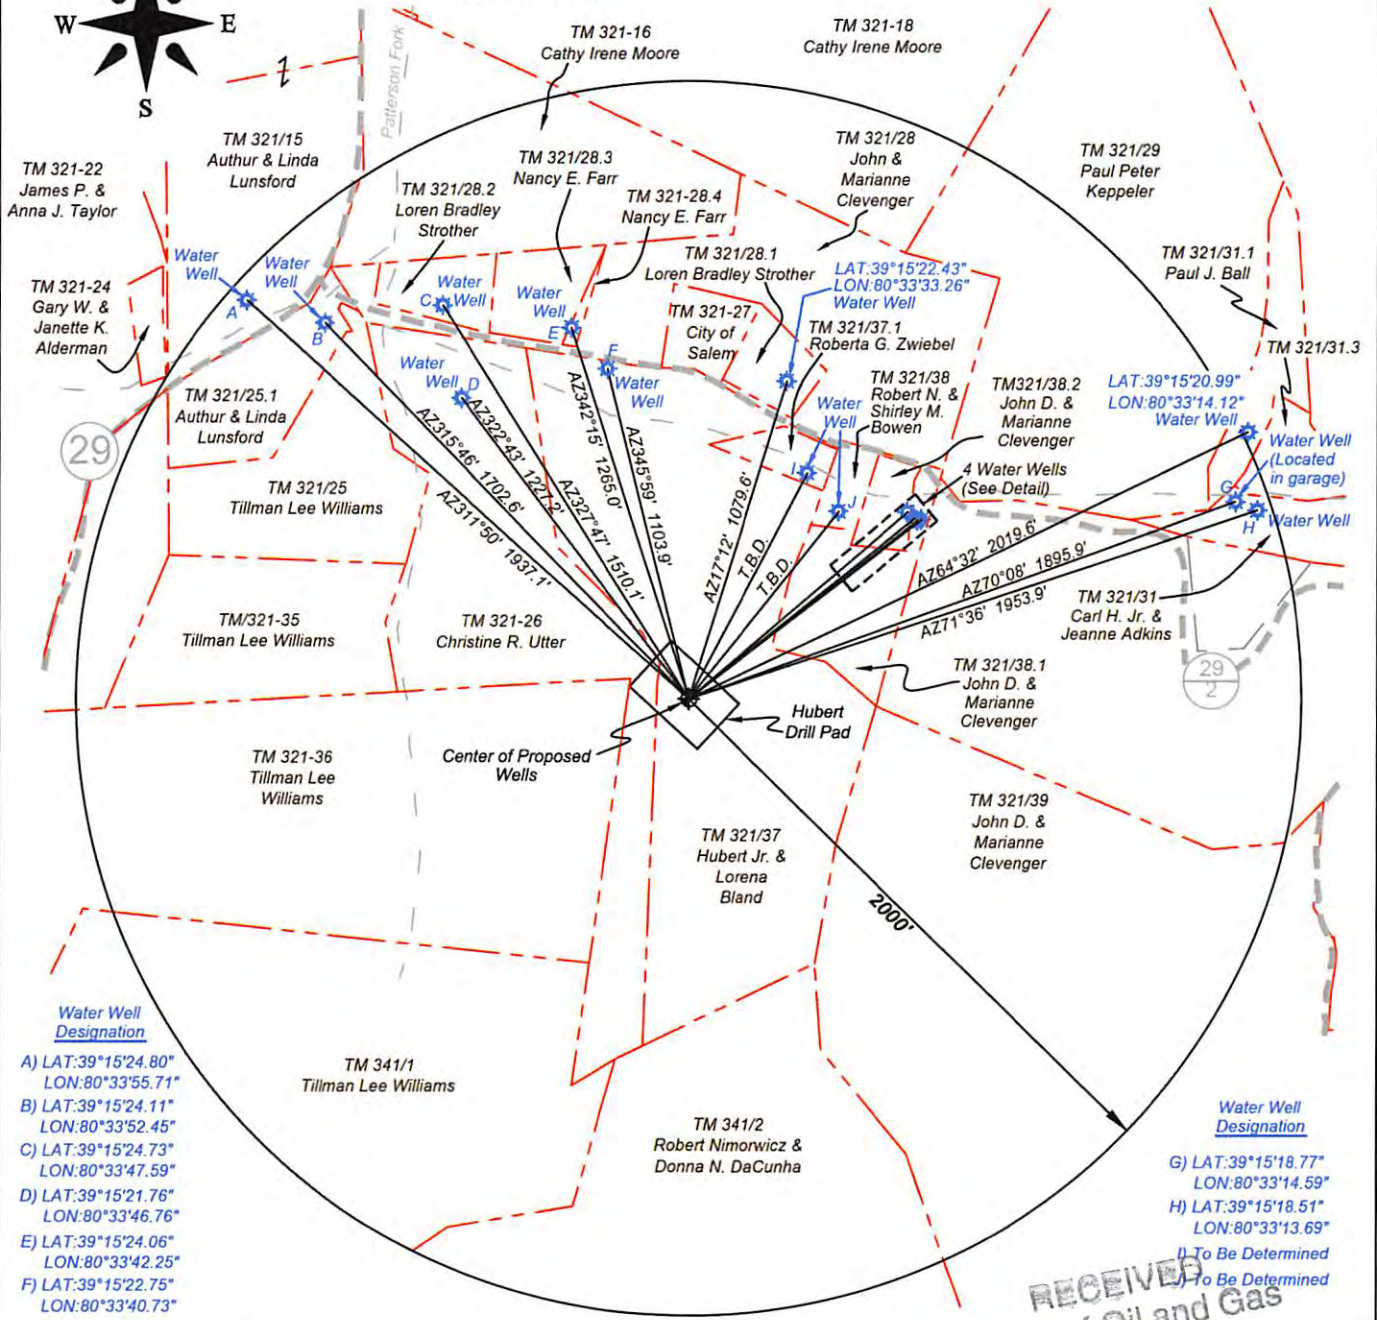 W
E
S
Patterson Fork
TM 321-16
Cathy Irene Moore
TM 321-18
Cathy Irene Moore
TM 321/15
Authur & Linda
Lunsford
TM 321-22
James P. &
Anna J. Taylor
TM 321/28.3
Nancy E. Farr
TM 321/28
John &
Marianne
Clevenger
TM 321/29
Paul Peter
Keppeler
TM 321/28.2
Loren Bradley
Strother
TM 321-28.4
Nancy E. Farr
TM 321/28.1
Loren Bradley Strother
TM 321/31.1
Paul J. Ball
TM 321-24
Gary W. &
Janette K.
Alderman
Water
Well
A
Water
Well
B
Water
Well
C
Water
Well
E
LAT:39°15'22.43"
LON:80°33'33.26"
Water Well
TM 321-27
City of
Salem
TM 321/37.1
Roberta G. Zwiebel
TM 321/31.3
F
Water
Well
Water
Well
D
TM 321/38
Robert N. &
Shirley M.
Bowen
TM321/38.2
John D. &
Marianne
Clevenger
LAT:39°15'20.99"
LON:80°33'14.12"
Water Well
TM 321/25.1
Authur & Linda
Lunsford
29
Water
Well
I
J
4 Water Wells
(See Detail)
Water Well
(Located
in garage)
G
H
Water Well
TM 321/25
Tillman Lee Williams
AZ311°50' 1937.1'
AZ315°46' 1702.6'
AZ322°43' 1227.2'
AZ327°47' 1510.1'
AZ342°15' 1265.0'
AZ345°59' 1103.9'
AZ17°12' 1079.6'
T.B.D.
T.B.D.
AZ64°32' 2019.6'
AZ70°08' 1895.9'
AZ71°36' 1953.9'
TM/321-35
Tillman Lee Williams
TM 321-26
Christine R. Utter
TM 321/31
Carl H. Jr. &
Jeanne Adkins
29
2
TM 321/38.1
John D. &
Marianne
Clevenger
Hubert
Drill Pad
Center of Proposed
Wells
TM 321-36
Tillman Lee
Williams
TM 321/39
John D. &
Marianne
Clevenger
TM 321/37
Hubert Jr. &
Lorena
Bland
2000'
TM 341/1
Tillman Lee Williams
TM 341/2
Robert Nimorwicz &
Donna N. DaCunha
Water Well
Designation
A) LAT:39°15'24.80"
LON:80°33'55.71"
B) LAT:39°15'24.11"
LON:80°33'52.45"
C) LAT:39°15'24.73"
LON:80°33'47.59"
D) LAT:39°15'21.76"
LON:80°33'46.76"
E) LAT:39°15'24.06"
LON:80°33'42.25"
F) LAT:39°15'22.75"
LON:80°33'40.73"
Water Well
Designation
G) LAT:39°15'18.77"
LON:80°33'14.59"
H) LAT:39°15'18.51"
LON:80°33'13.69"
I) To Be Determined
J) To Be Determined
RECEIVED
Oil and Gas